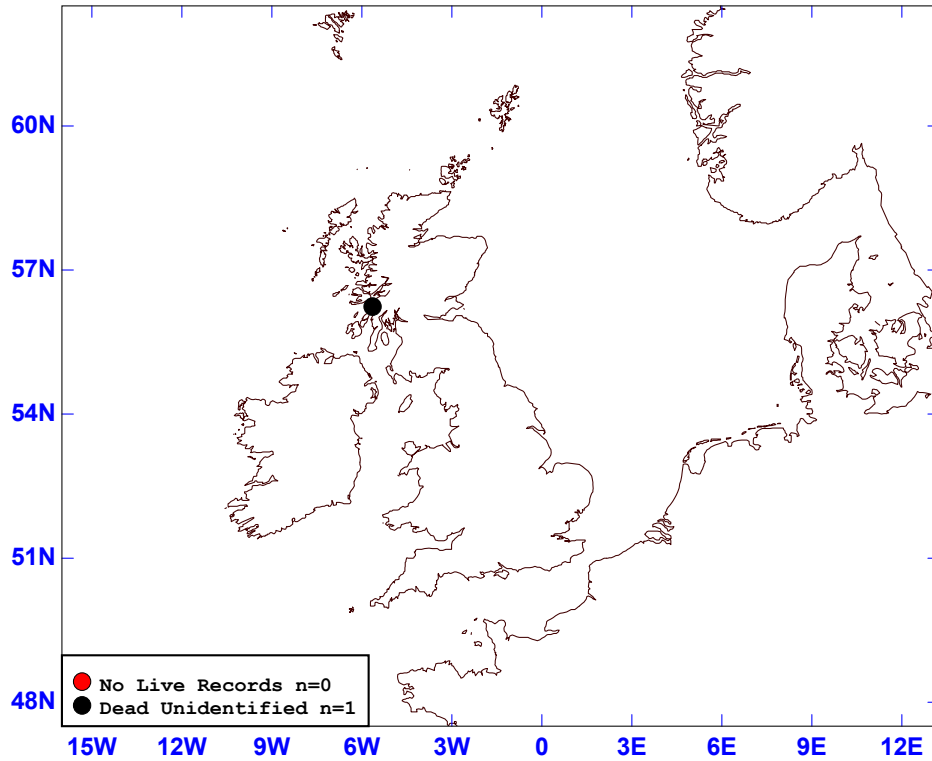 60N
57N
54N
51N
48N
No Live Records n=0
Dead Unidentified n=1
15W 12W 9W 6W 3W 0 3E 6E 9E 12E